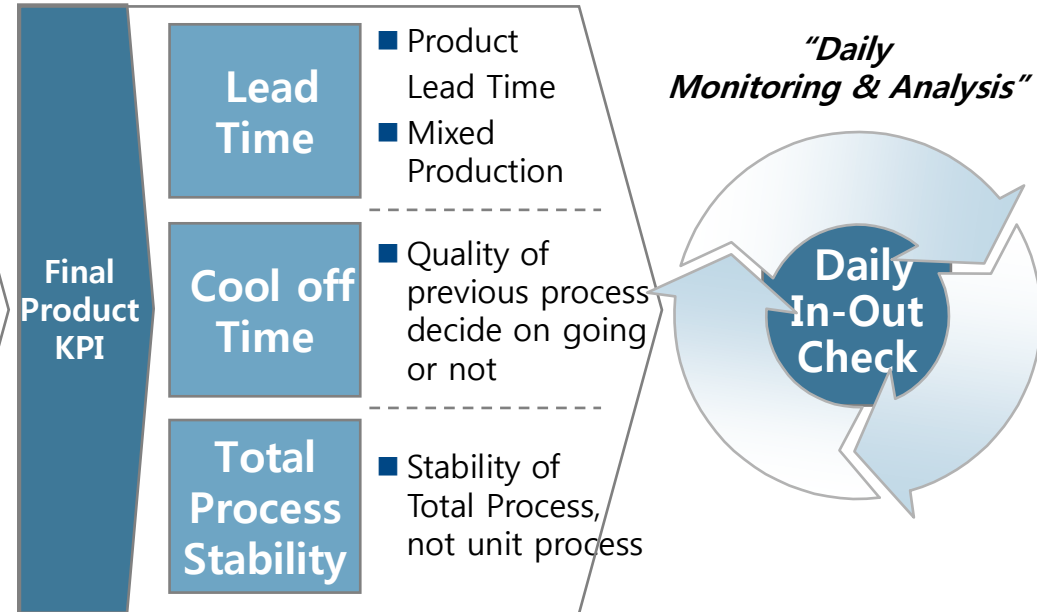 Final
Product
KPI
Lead
Time
■ Product
Lead Time
■ Mixed
Production
Cool off
Time
■ Quality of
previous process
decide on going
or not
Total
Process
Stability
■ Stability of
Total Process,
not unit process
“Daily
Monitoring & Analysis”
Daily
In-Out
Check